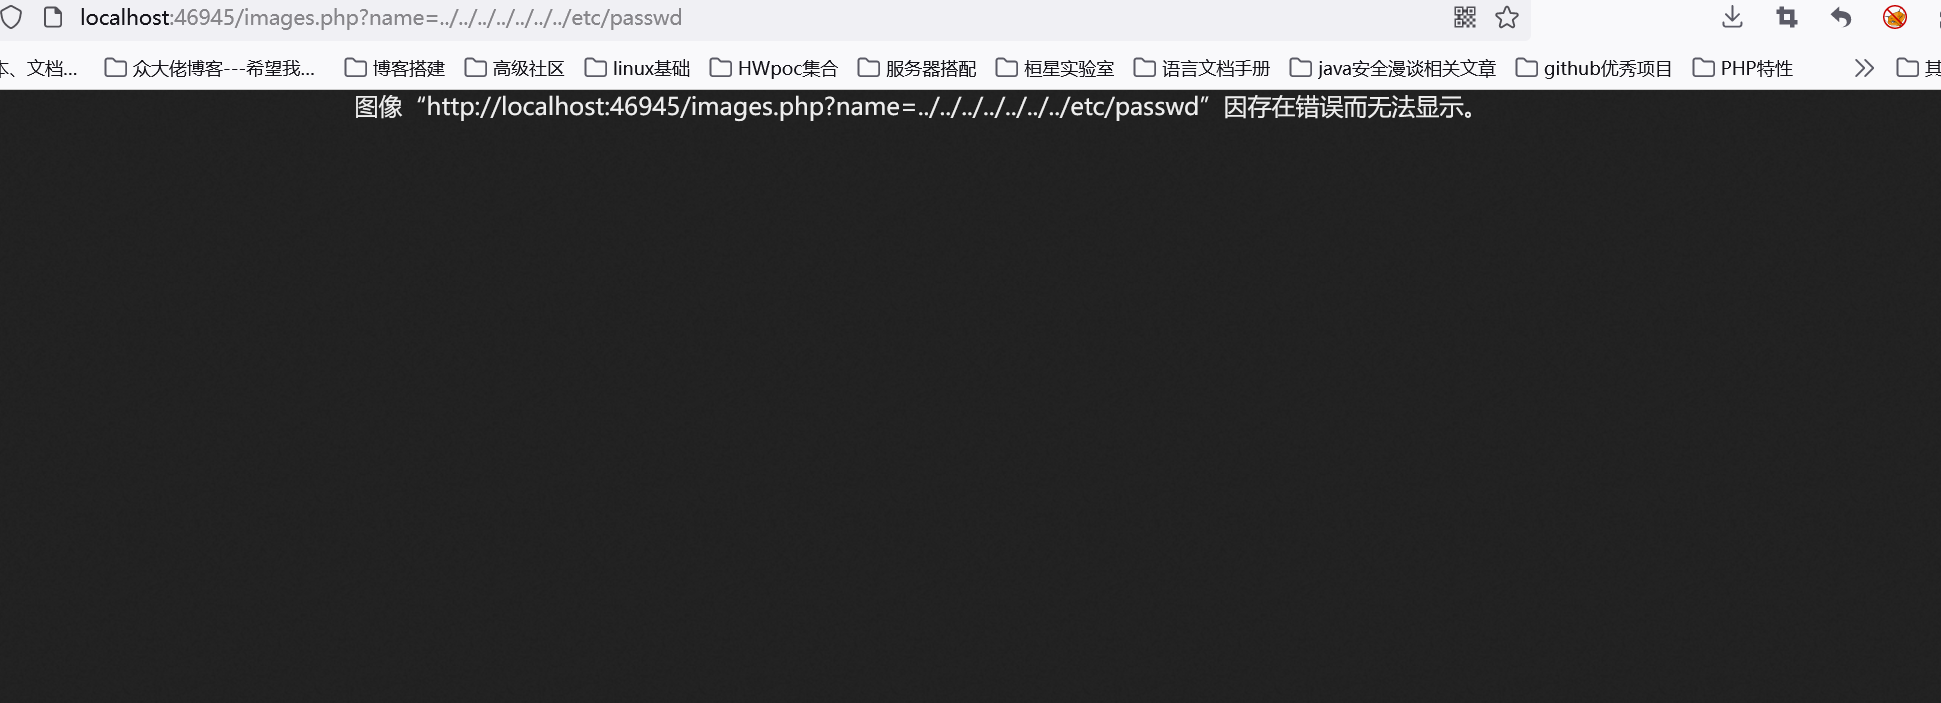 localhost:46945/images.php?name=../../../../../../../etc/passwd
本、文档... 众大佬博客---希望我... 博客搭建 高级社区 linux基础 HWpoc集合 服务器搭配 桓星实验室 语言文档手册 java安全漫谈相关文章 github优秀项目 PHP特性 其
图像“http://localhost:46945/images.php?name=../../../../../../../etc/passwd”因存在错误而无法显示。